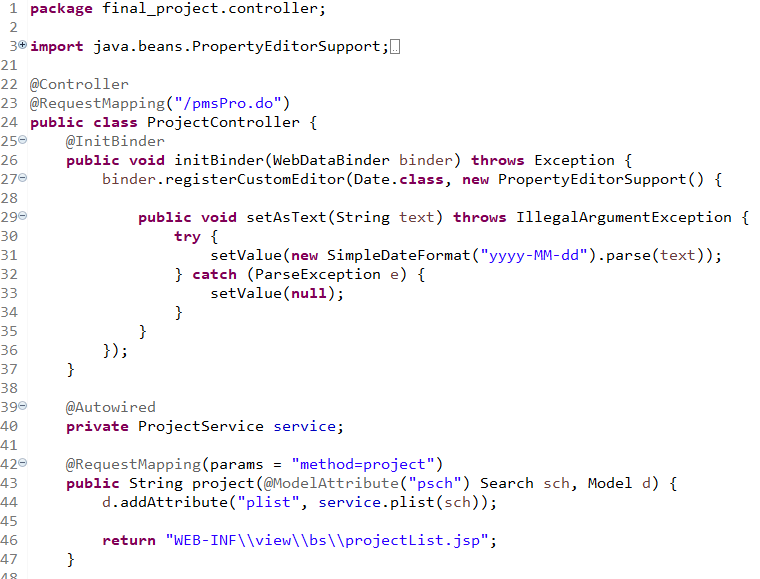 1 package final_project.controller;
2
3 import java.beans.PropertyEditorSupport;
21
22 @Controller
23 @RequestMapping("/pmsPro.do")
24 public class ProjectController {
25     @InitBinder
26     public void initBinder(WebDataBinder binder) throws Exception {
27         binder.registerCustomEditor(Date.class, new PropertyEditorSupport() {
28
29             public void setAsText(String text) throws IllegalArgumentException {
30                 try {
31                     setValue(new SimpleDateFormat("yyyy-MM-dd").parse(text));
32                 } catch (ParseException e) {
33                     setValue(null);
34                 }
35             }
36         });
37     }
38
39     @Autowired
40     private ProjectService service;
41
42     @RequestMapping(params = "method=project")
43     public String project(@ModelAttribute("psch") Search sch, Model d) {
44         d.addAttribute("plist", service.plist(sch));
45
46         return "WEB-INF\\view\\bs\\projectList.jsp";
47     }
48